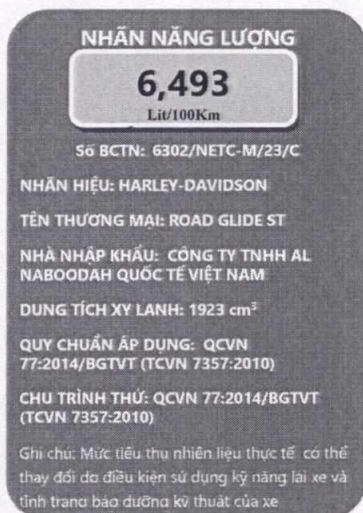 NHÃN NĂNG LƯỢNG
6,493
Lit/100Km
Số BCTN: 6302/NETC-M/23/C
NHÃN HIỆU: HARLEY-DAVIDSON
TÊN THƯƠNG MẠI: ROAD GLIDE ST
NHÀ NHẬP KHẨU: CÔNG TY TNHH AL
NABOODAH QUỐC TẾ VIỆT NAM
DUNG TÍCH XY LANH: 1923 cm³
QUY CHUẨN ÁP DỤNG: QCVN
77:2014/BGTVT (TCVN 7357:2010)
CHU TRÌNH THỬ: QCVN 77:2014/BGTVT
(TCVN 7357:2010)
Ghi chú: Mức tiêu thụ nhiên liệu thực tế có thể
thay đổi do điều kiện sử dụng kỹ năng lái xe và
tình trạng bảo dưỡng kỹ thuật của xe